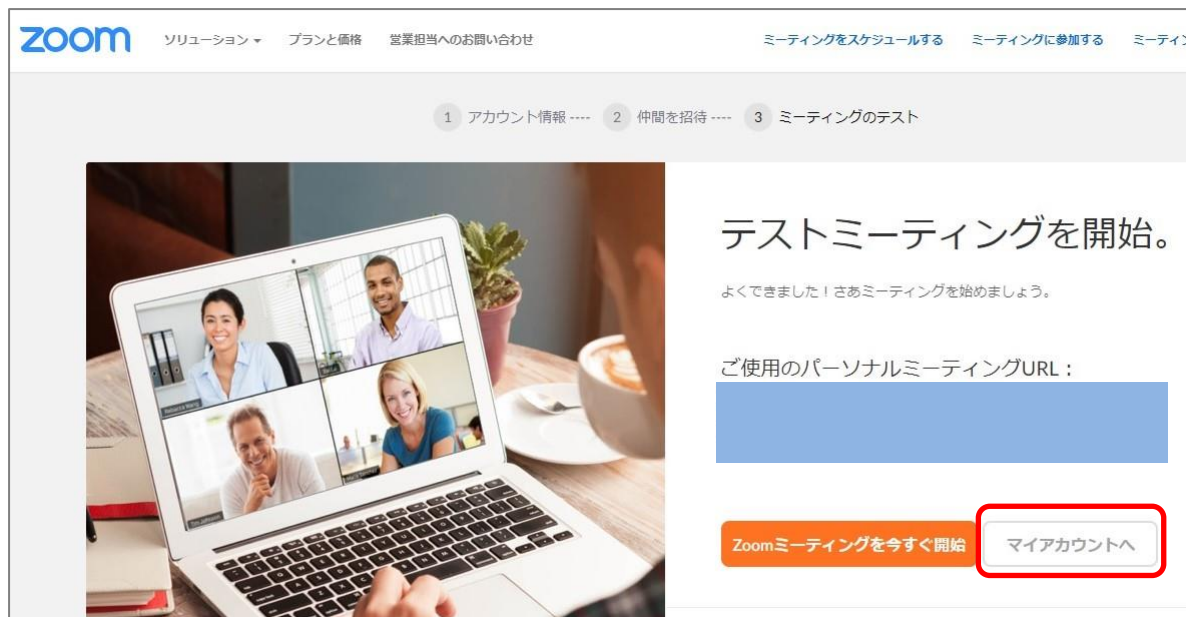 zoom ソリューション プランと価格 営業担当へのお問い合わせ ミーティングをスケジュールする ミーティングに参加する
1 アカウント情報 ---- 2 仲間を招待 ---- 3 ミーティングのテスト
テストミーティングを開始。
よくできました！さあミーティングを始めましょう。
ご使用のパーソナルミーティングURL：
Zoomミーティングを今すぐ開始 マイアカウントへ